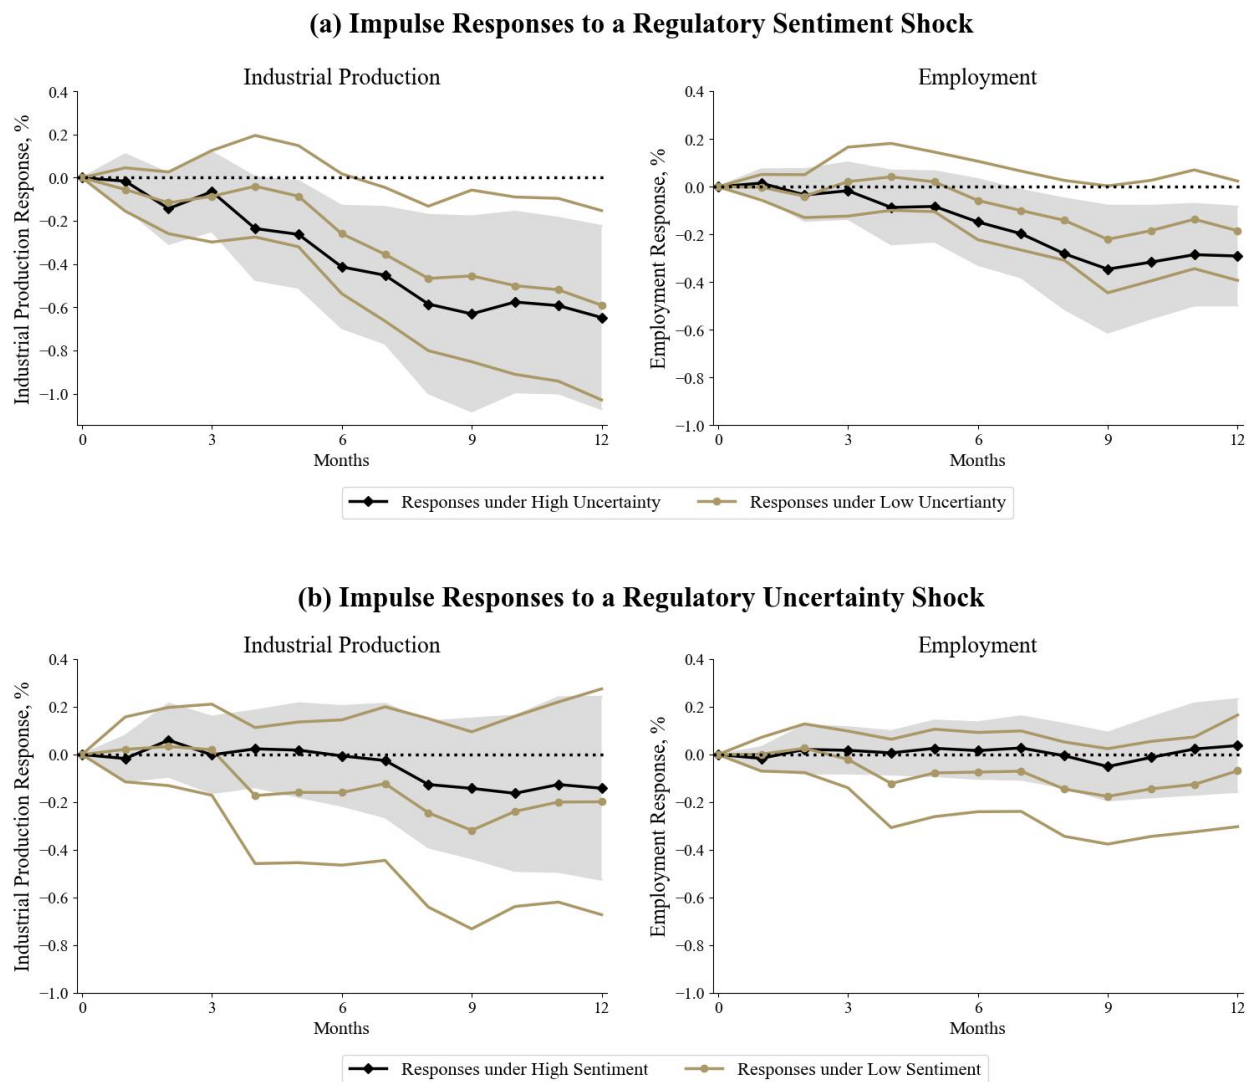 (a) Impulse Responses to a Regulatory Sentiment Shock
Industrial Production
Industrial Production Response, %
0.4
0.2
0.0
−0.2
−0.4
−0.6
−0.8
−1.0
0
3
6
9
12
Months
Employment
Employment Response, %
0.4
0.2
0.0
−0.2
−0.4
−0.6
−0.8
−1.0
0
3
6
9
12
Months
Responses under High Uncertainty
Responses under Low Uncertianty
(b) Impulse Responses to a Regulatory Uncertainty Shock
Industrial Production
Industrial Production Response, %
0.4
0.2
0.0
−0.2
−0.4
−0.6
−0.8
−1.0
0
3
6
9
12
Months
Employment
Employment Response, %
0.4
0.2
0.0
−0.2
−0.4
−0.6
−0.8
−1.0
0
3
6
9
12
Months
Responses under High Sentiment
Responses under Low Sentiment